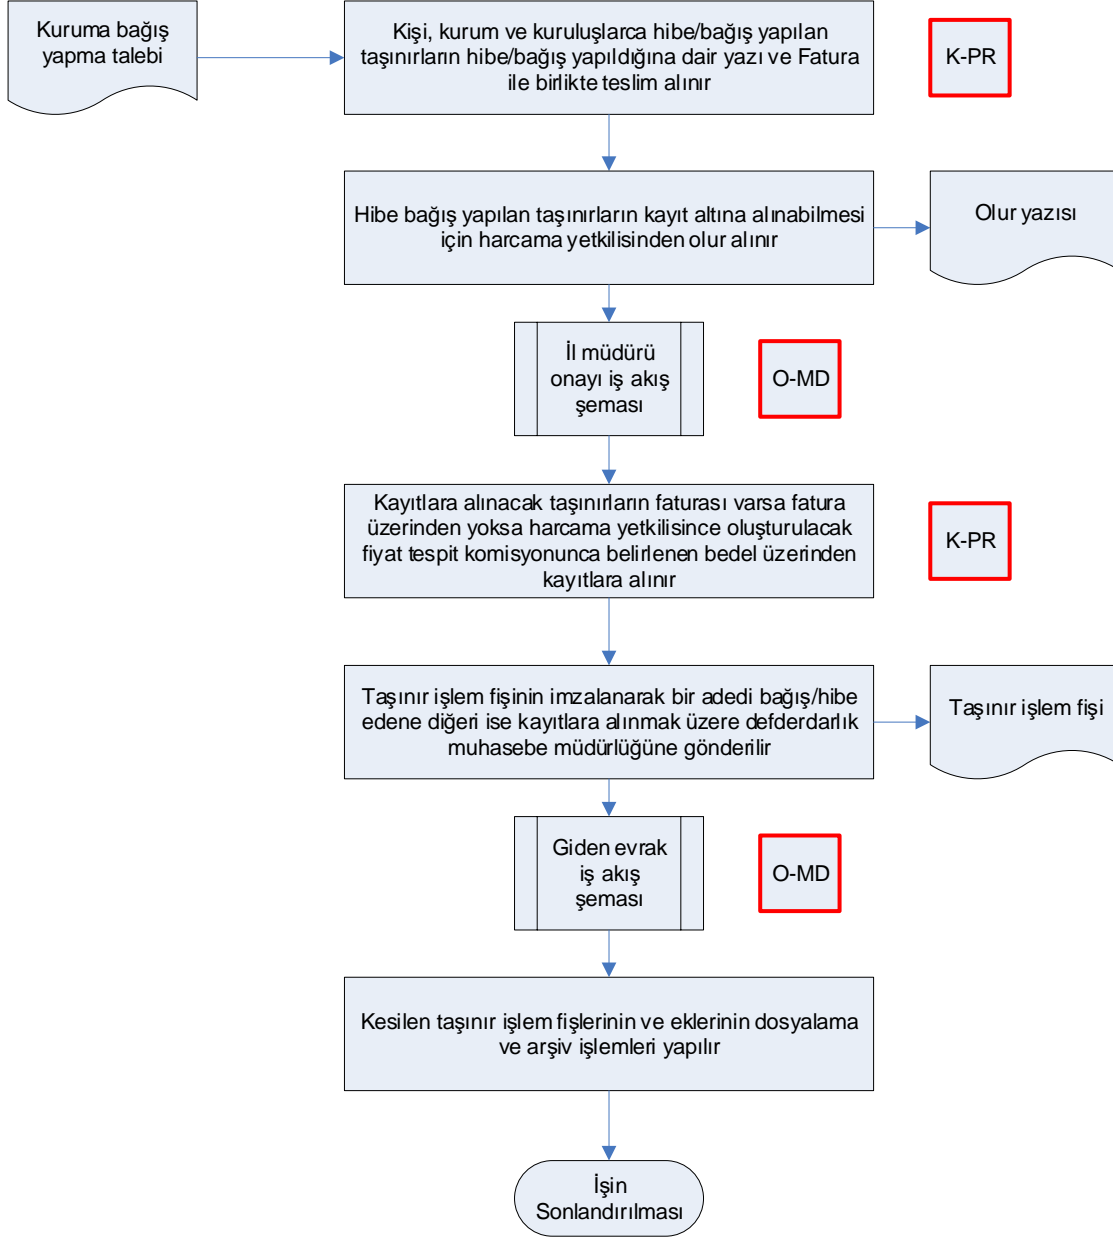 Kuruma bağış
yapma talebi
Kişi, kurum ve kuruluşlarca hibe/bağış yapılan
taşınırların hibe/bağış yapıldığına dair yazı ve Fatura
ile birlikte teslim alınır
K-PR
Hibe bağış yapılan taşınırların kayıt altına alınabilmesi
için harcama yetkilisinden olur alınır
Olur yazısı
İl müdürü
onayı iş akış
şeması
O-MD
Kayıtlara alınacak taşınırların faturası varsa fatura
üzerinden yoksa harcama yetkilisince oluşturulacak
fiyat tespit komisyonunca belirlenen bedel üzerinden
kayıtlara alınır
K-PR
Taşınır işlem fişinin imzalanarak bir adedi bağış/hibe
edene diğeri ise kayıtlara alınmak üzere defderdarlık
muhasebe müdürlüğüne gönderilir
Taşınır işlem fişi
Giden evrak
iş akış
şeması
O-MD
Kesilen taşınır işlem fişlerinin ve eklerinin dosyalama
ve arşiv işlemleri yapılır
İşin
Sonlandırılması